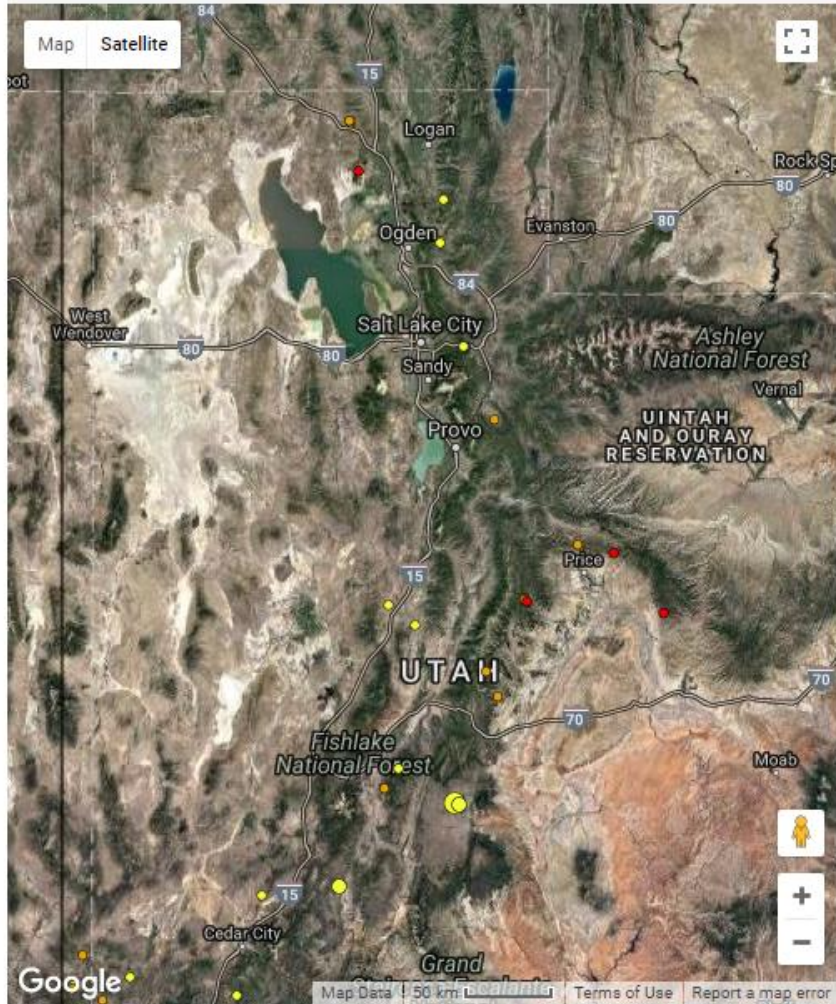 84
Map Satellite
15
oot
Logan
Rock Sp
80
80
Evanston
Ogden
84
West
Wendover
80
80
Salt Lake City
Ashley
National Forest
Sandy
Vernal
UINTAH
AND OURAY
RESERVATION
Provo
Price
15
UTAH
70
70
Fishlake
National Forest
Moab
15
Cedar City
Grand
Google
Map Data
50 km
Terms of Use
Report a map error